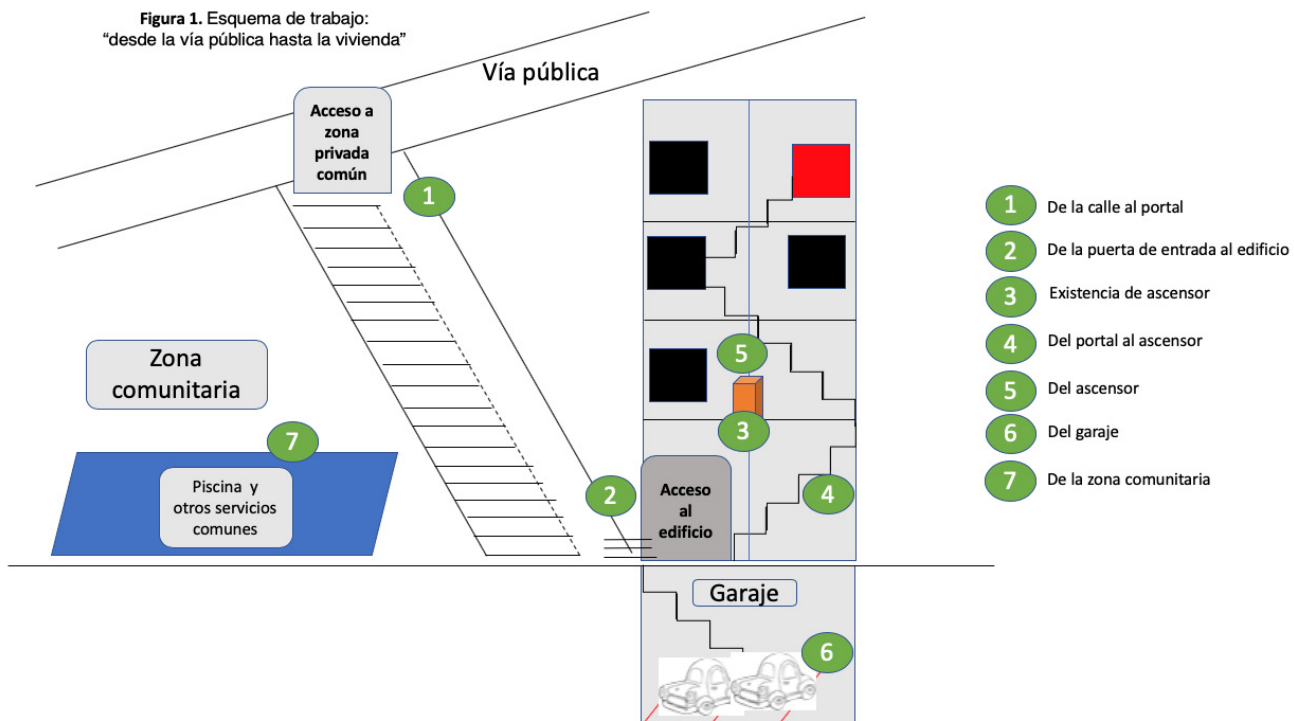 Figura 1. Esquema de trabajo:
“desde la vía pública hasta la vivienda”
Vía pública
Acceso a
zona
privada
común
1
Zona
comunitaria
7
Piscina y
otros servicios
comunes
2
Acceso
al
edificio
5
3
4
Garaje
6
1 De la calle al portal
2 De la puerta de entrada al edificio
3 Existencia de ascensor
4 Del portal al ascensor
5 Del ascensor
6 Del garaje
7 De la zona comunitaria